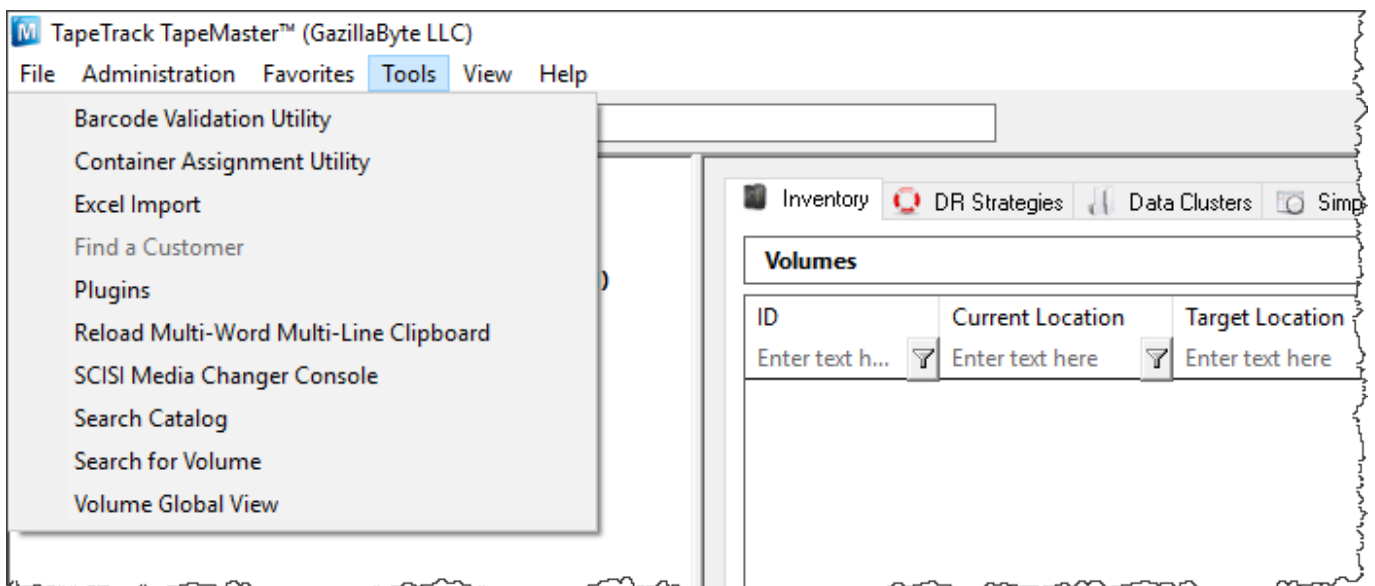 TapeTrack TapeMaster™ (GazillaByte LLC)
File Administration Favorites Tools View Help
Barcode Validation Utility
Container Assignment Utility
Excel Import
Find a Customer
Plugins
Reload Multi-Word Multi-Line Clipboard
SCISI Media Changer Console
Search Catalog
Search for Volume
Volume Global View
)
Inventory DR Strategies Data Clusters
Volumes
ID Current Location Target Location
Enter text h... Enter text here Enter text here